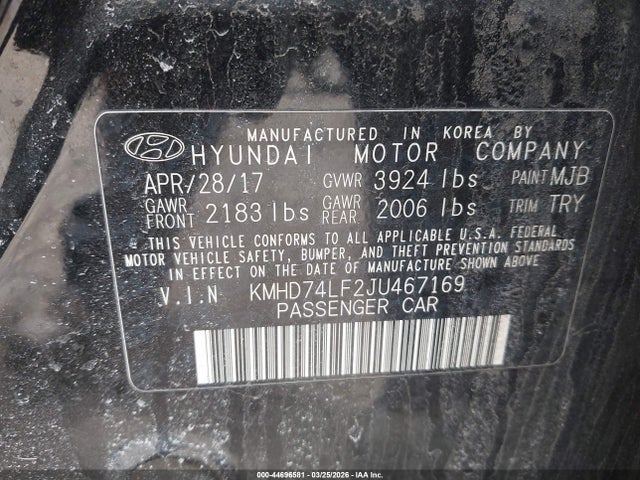 MANUFACTURED IN KOREA BY
HYUNDAI MOTOR COMPANY
APR/28/17 GVWR 3924 lbs PAINT MJB
GAWR FRONT 2183 lbs GAWR REAR 2006 lbs TRIM TRY
THIS VEHICLE CONFORMS TO ALL APPLICABLE U.S.A. FEDERAL
MOTOR VEHICLE SAFETY, BUMPER, AND THEFT PREVENTION STANDARDS
IN EFFECT ON THE DATE OF MANUFACTURE SHOWN ABOVE.
V.I.N KMHD74LF2JU467169
PASSENGER CAR
000-44696581 - 03/25/2026 - IAA Inc.